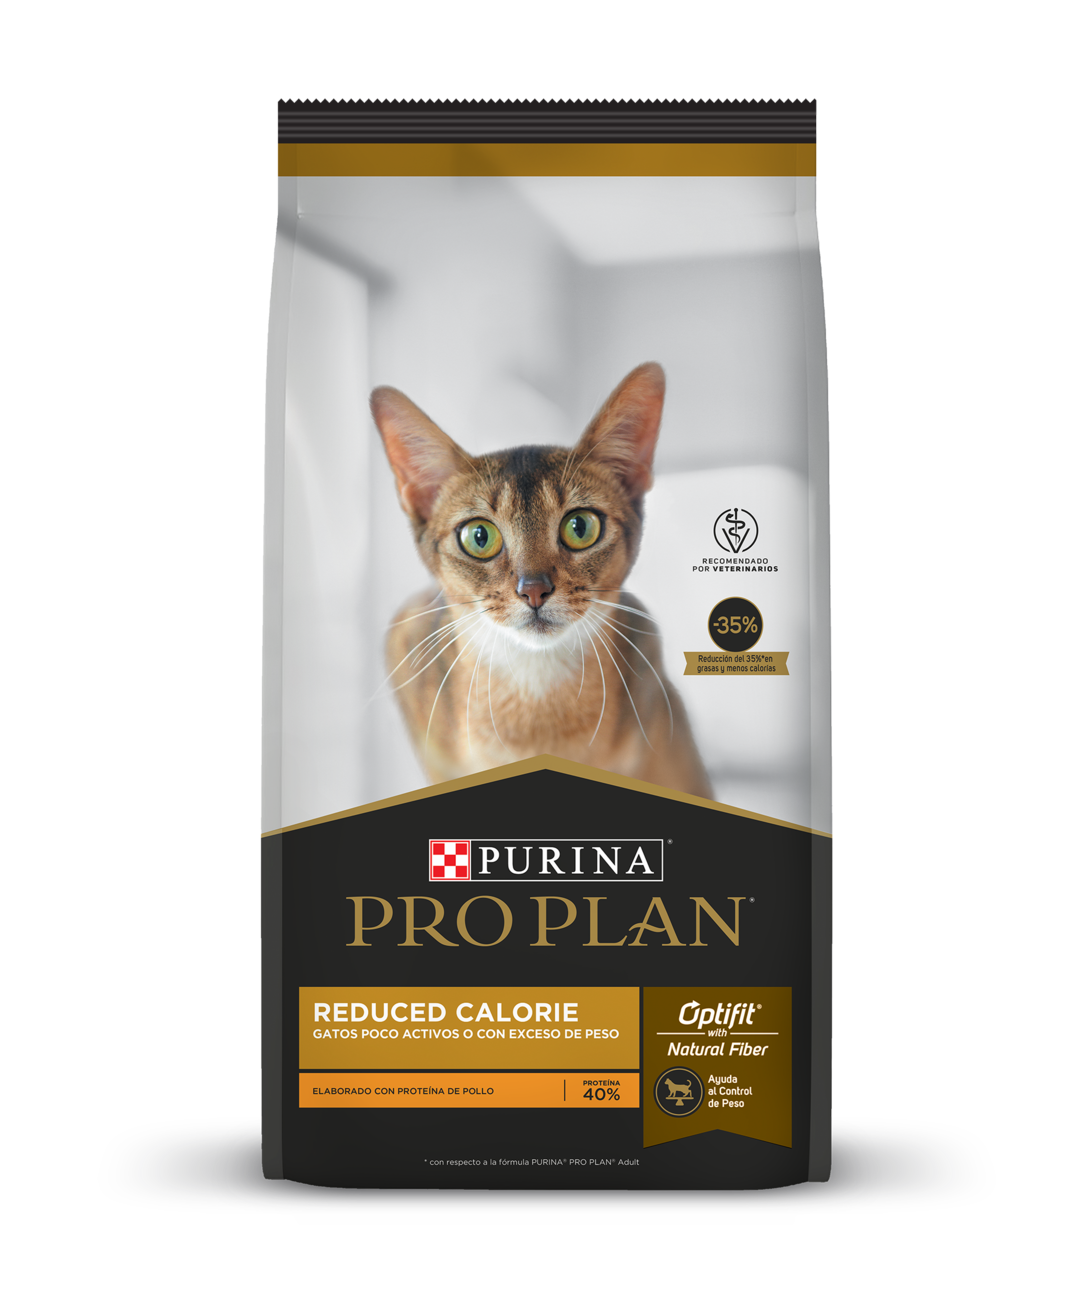 RECOMENDADO
POR VETERINARIOS
-35%
Reducción del 35%*en
grasas y menos calorías
PURINA®
PRO PLAN®
REDUCED CALORIE
GATOS POCO ACTIVOS O CON EXCESO DE PESO
ELABORADO CON PROTEÍNA DE POLLO
PROTEÍNA
40%
Optifit®
with
Natural Fiber
Ayuda
al Control
de Peso
* con respecto a la fórmula PURINA® PRO PLAN® Adult